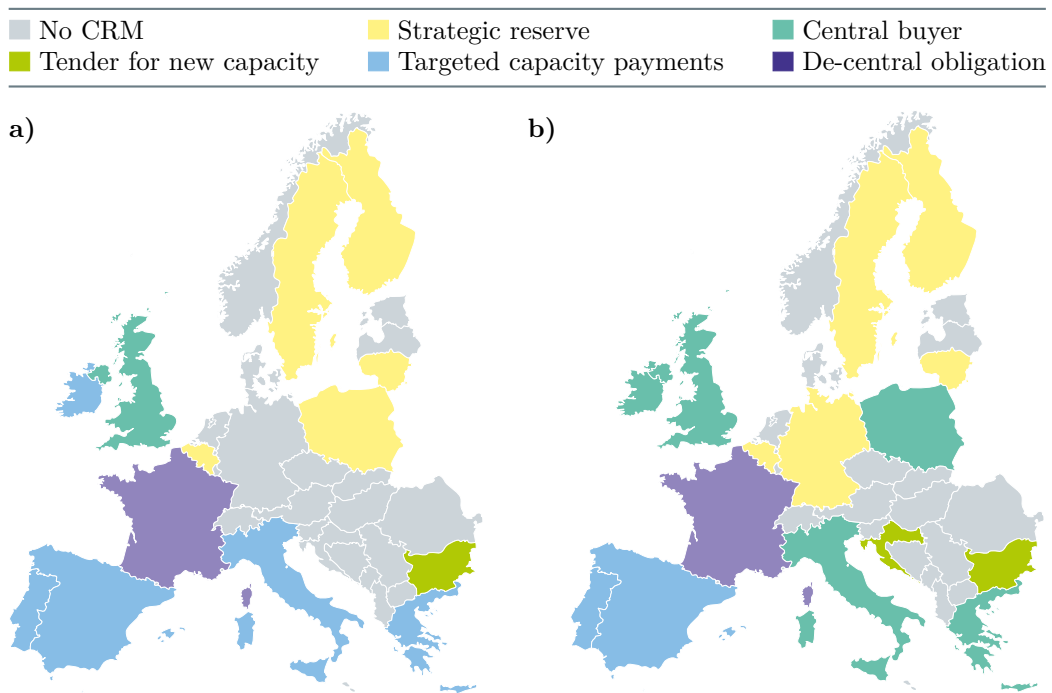 No CRM Strategic reserve Central buyer
Tender for new capacity Targeted capacity payments De-central obligation
a) b)